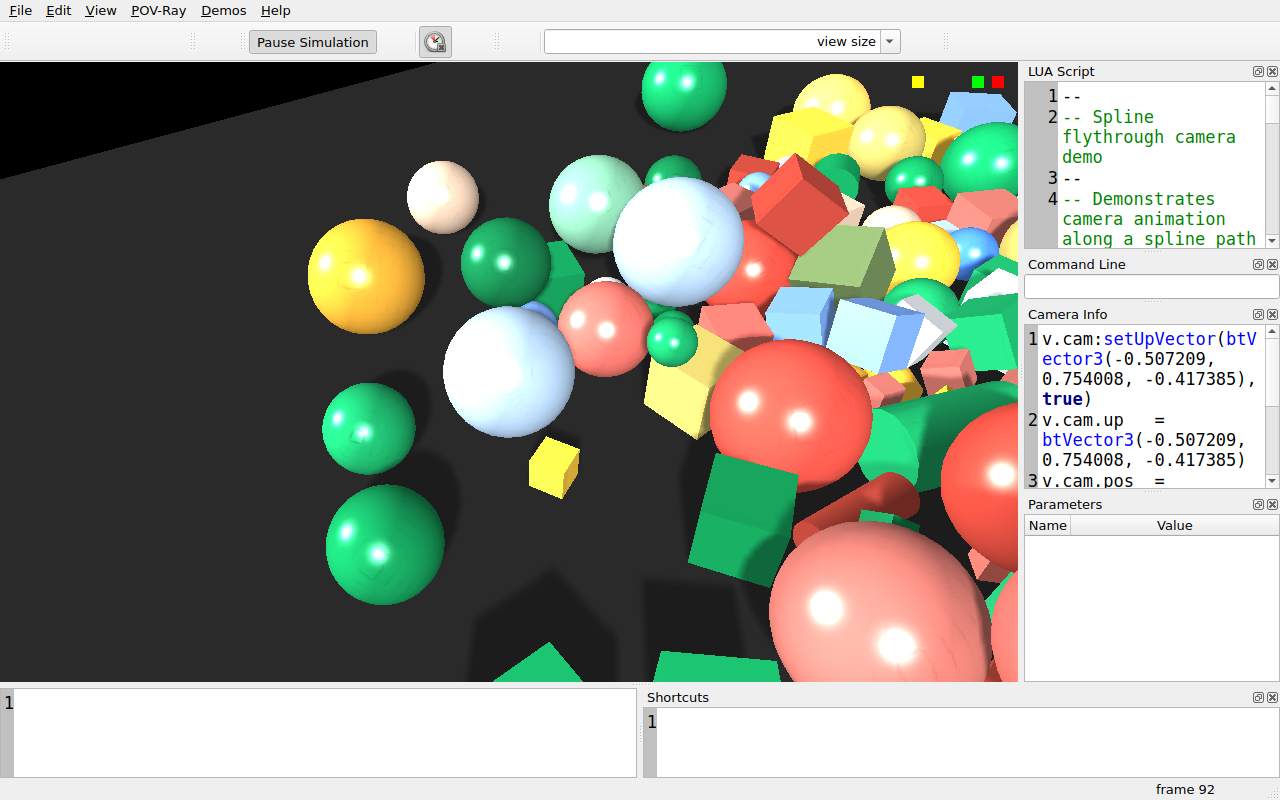 File Edit View POV-Ray Demos Help
Pause Simulation
view size
LUA Script
1 --
2 -- Spline
flythrough camera
demo
3 --
4 -- Demonstrates
camera animation
along a spline path
Command Line
Camera Info
1 v.cam:setUpVector(btV
ector3(-0.507209,
0.754008, -0.417385),
true)
2 v.cam.up   =
btVector3(-0.507209,
0.754008, -0.417385)
3 v.cam.pos  =
Parameters
Name Value
1
Shortcuts
1
frame 92